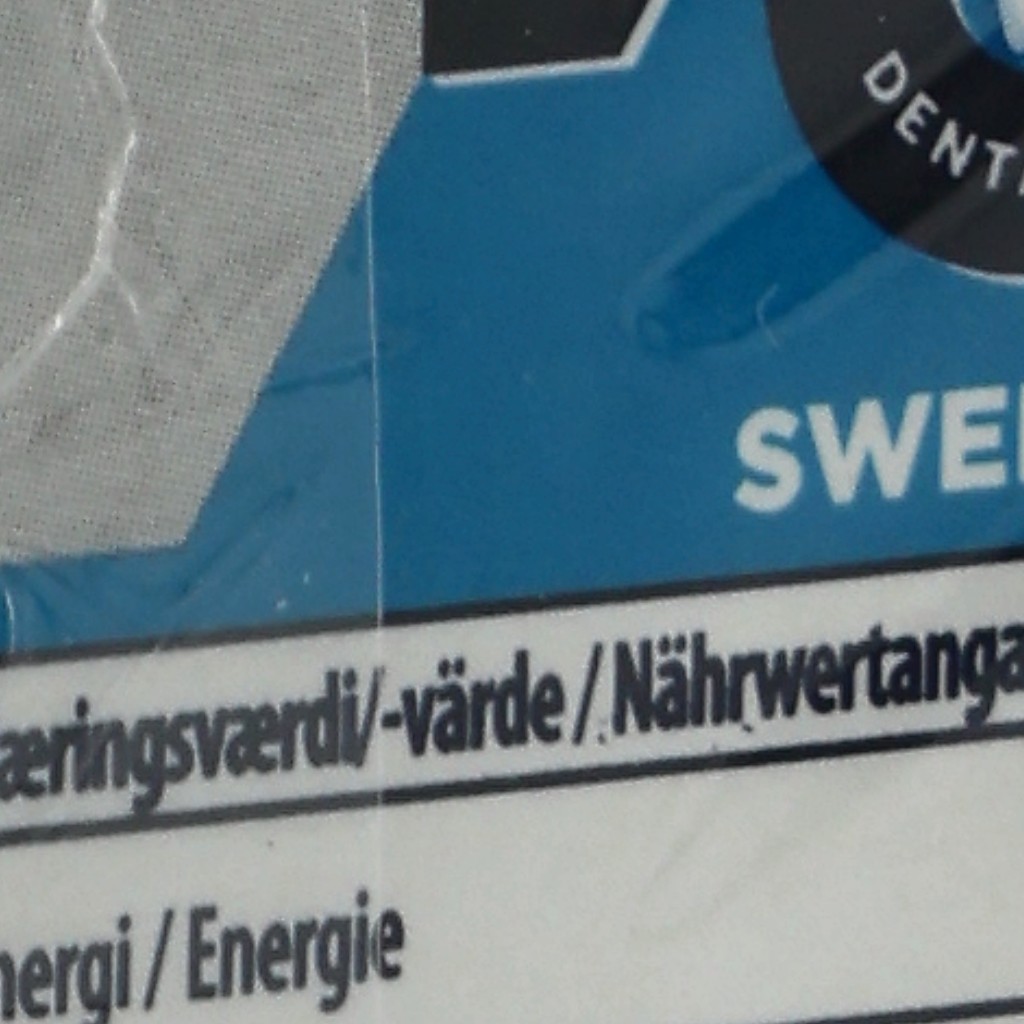 DENT
SWE
æringsværdi/-värde / Nährwertanga
nergi / Energie